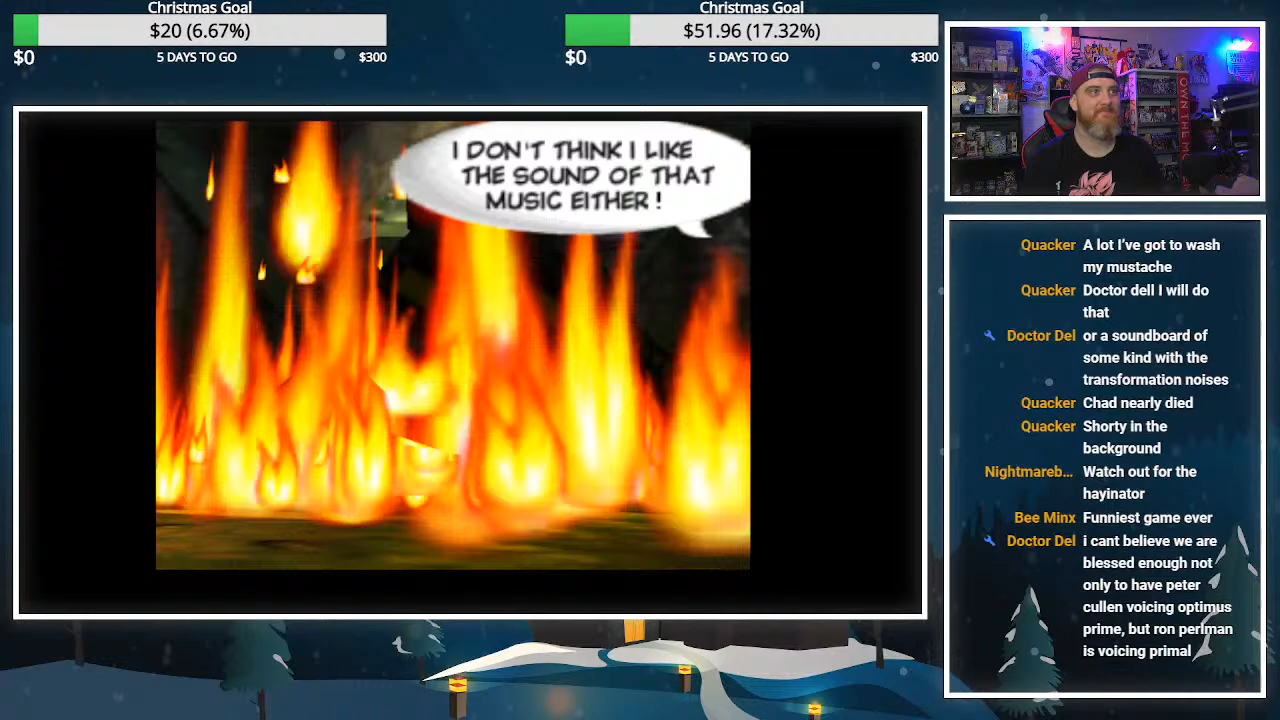 Christmas Goal
$20 (6.67%)
$0
5 DAYS TO GO
$300
Christmas Goal
$51.96 (17.32%)
$0
5 DAYS TO GO
$300
I DON'T THINK I LIKE
THE SOUND OF THAT
MUSIC EITHER !
OWN THE M
Quacker A lot I've got to wash
my mustache
Quacker Doctor dell I will do
that
Doctor Del or a soundboard of
some kind with the
transformation noises
Quacker Chad nearly died
Quacker Shorty in the
background
Nightmareb... Watch out for the
hayinator
Bee Minx Funniest game ever
Doctor Del i cant believe we are
blessed enough not
only to have peter
cullen voicing optimus
prime, but ron perlman
is voicing primal